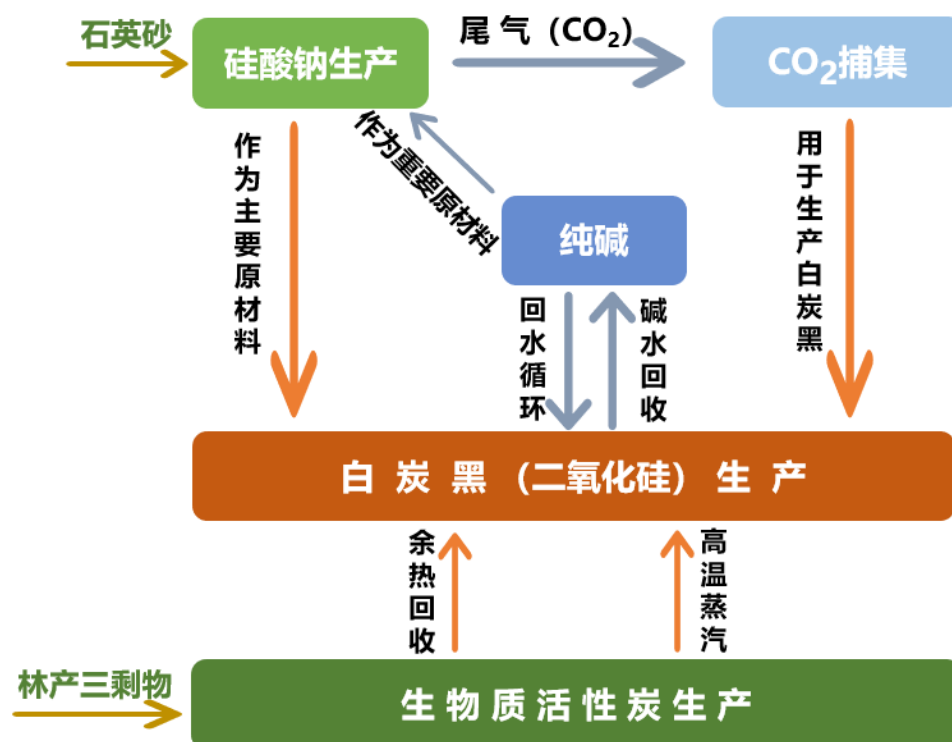 石英砂
硅酸钠生产
尾气（CO₂）
CO₂捕集
作为主要原材料
作为重要原材料
纯碱
用于生产白炭黑
回水循环
碱水回收
白炭黑（二氧化硅）生产
余热回收
高温蒸汽
林产三剩物
生物质活性炭生产